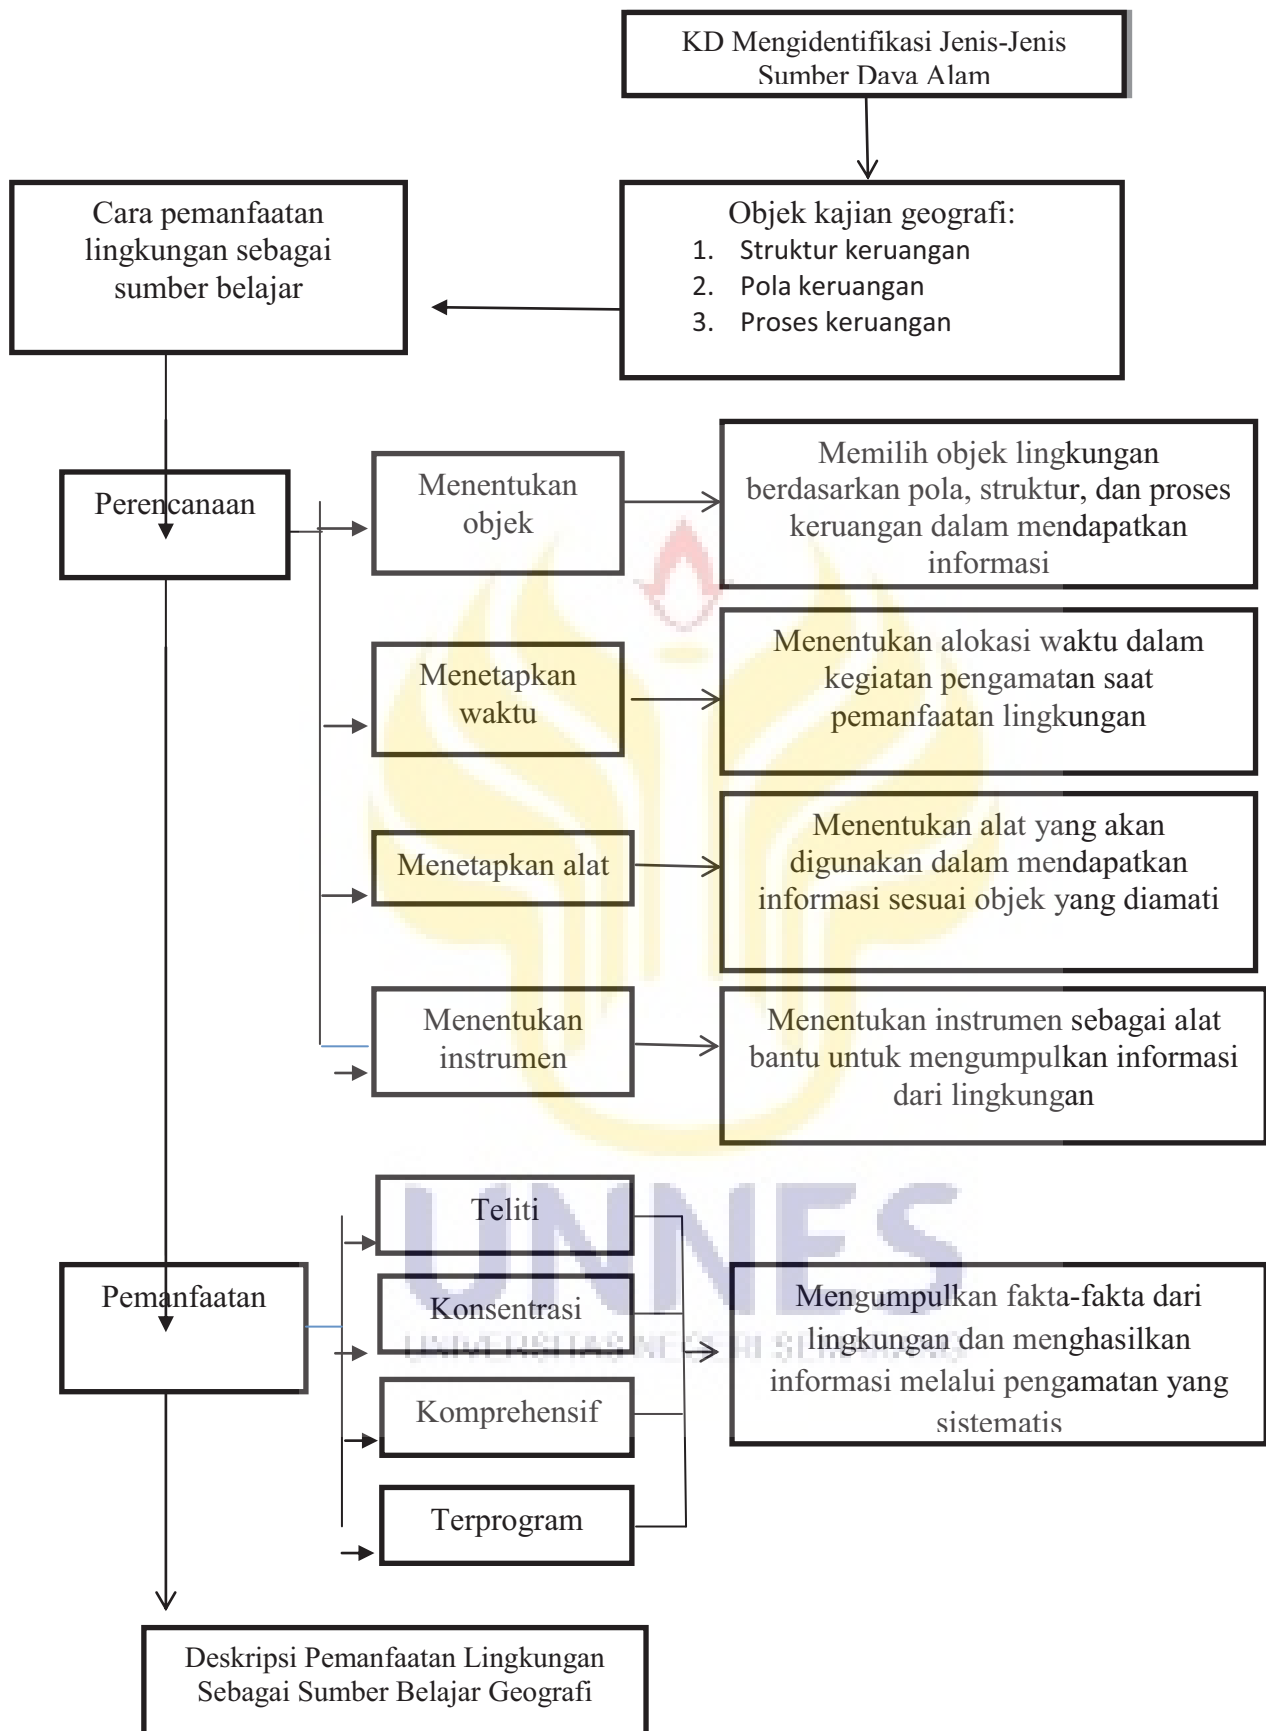 KD Mengidentifikasi Jenis-Jenis
Sumber Daya Alam
Cara pemanfaatan
lingkungan sebagai
sumber belajar
Objek kajian geografi:
1. Struktur keruangan
2. Pola keruangan
3. Proses keruangan
Perencanaan
Menentukan
objek
Memilih objek lingkungan
berdasarkan pola, struktur, dan proses
keruangan dalam mendapatkan
informasi
Menetapkan
waktu
Menentukan alokasi waktu dalam
kegiatan pengamatan saat
pemanfaatan lingkungan
Menetapkan alat
Menentukan alat yang akan
digunakan dalam mendapatkan
informasi sesuai objek yang diamati
Menentukan
instrumen
Menentukan instrumen sebagai alat
bantu untuk mengumpulkan informasi
dari lingkungan
UNNES
UNIVERSITAS NEGERI SEMARANG
Pemanfaatan
Teliti
Konsentrasi
Komprehensif
Terprogram
Mengumpulkan fakta-fakta dari
lingkungan dan menghasilkan
informasi melalui pengamatan yang
sistematis
Deskripsi Pemanfaatan Lingkungan
Sebagai Sumber Belajar Geografi